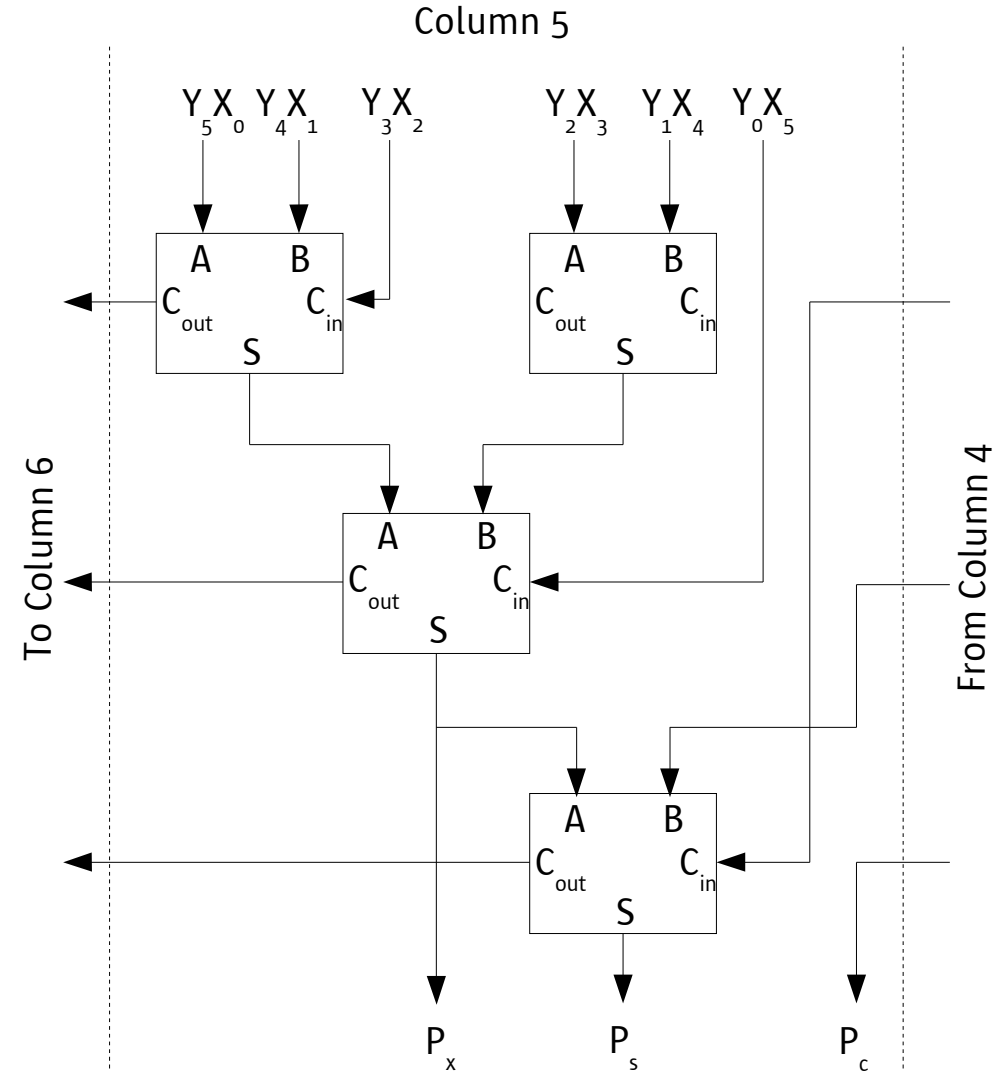 Column 5
Y5X0 Y4X1 Y3X2 Y2X3 Y1X4 Y0X5
A B A B
Cout Cin Cout Cin
S S
To Column 6
From Column 4
A B
Cout Cin
S
A B
Cout Cin
S
Px Ps Pc